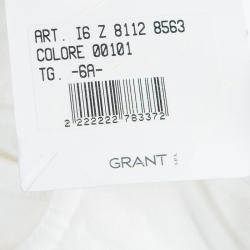 ART. I6 Z 8112 8563
COLORE 00101
TG. -6A-
2 222222 783372
GRANT